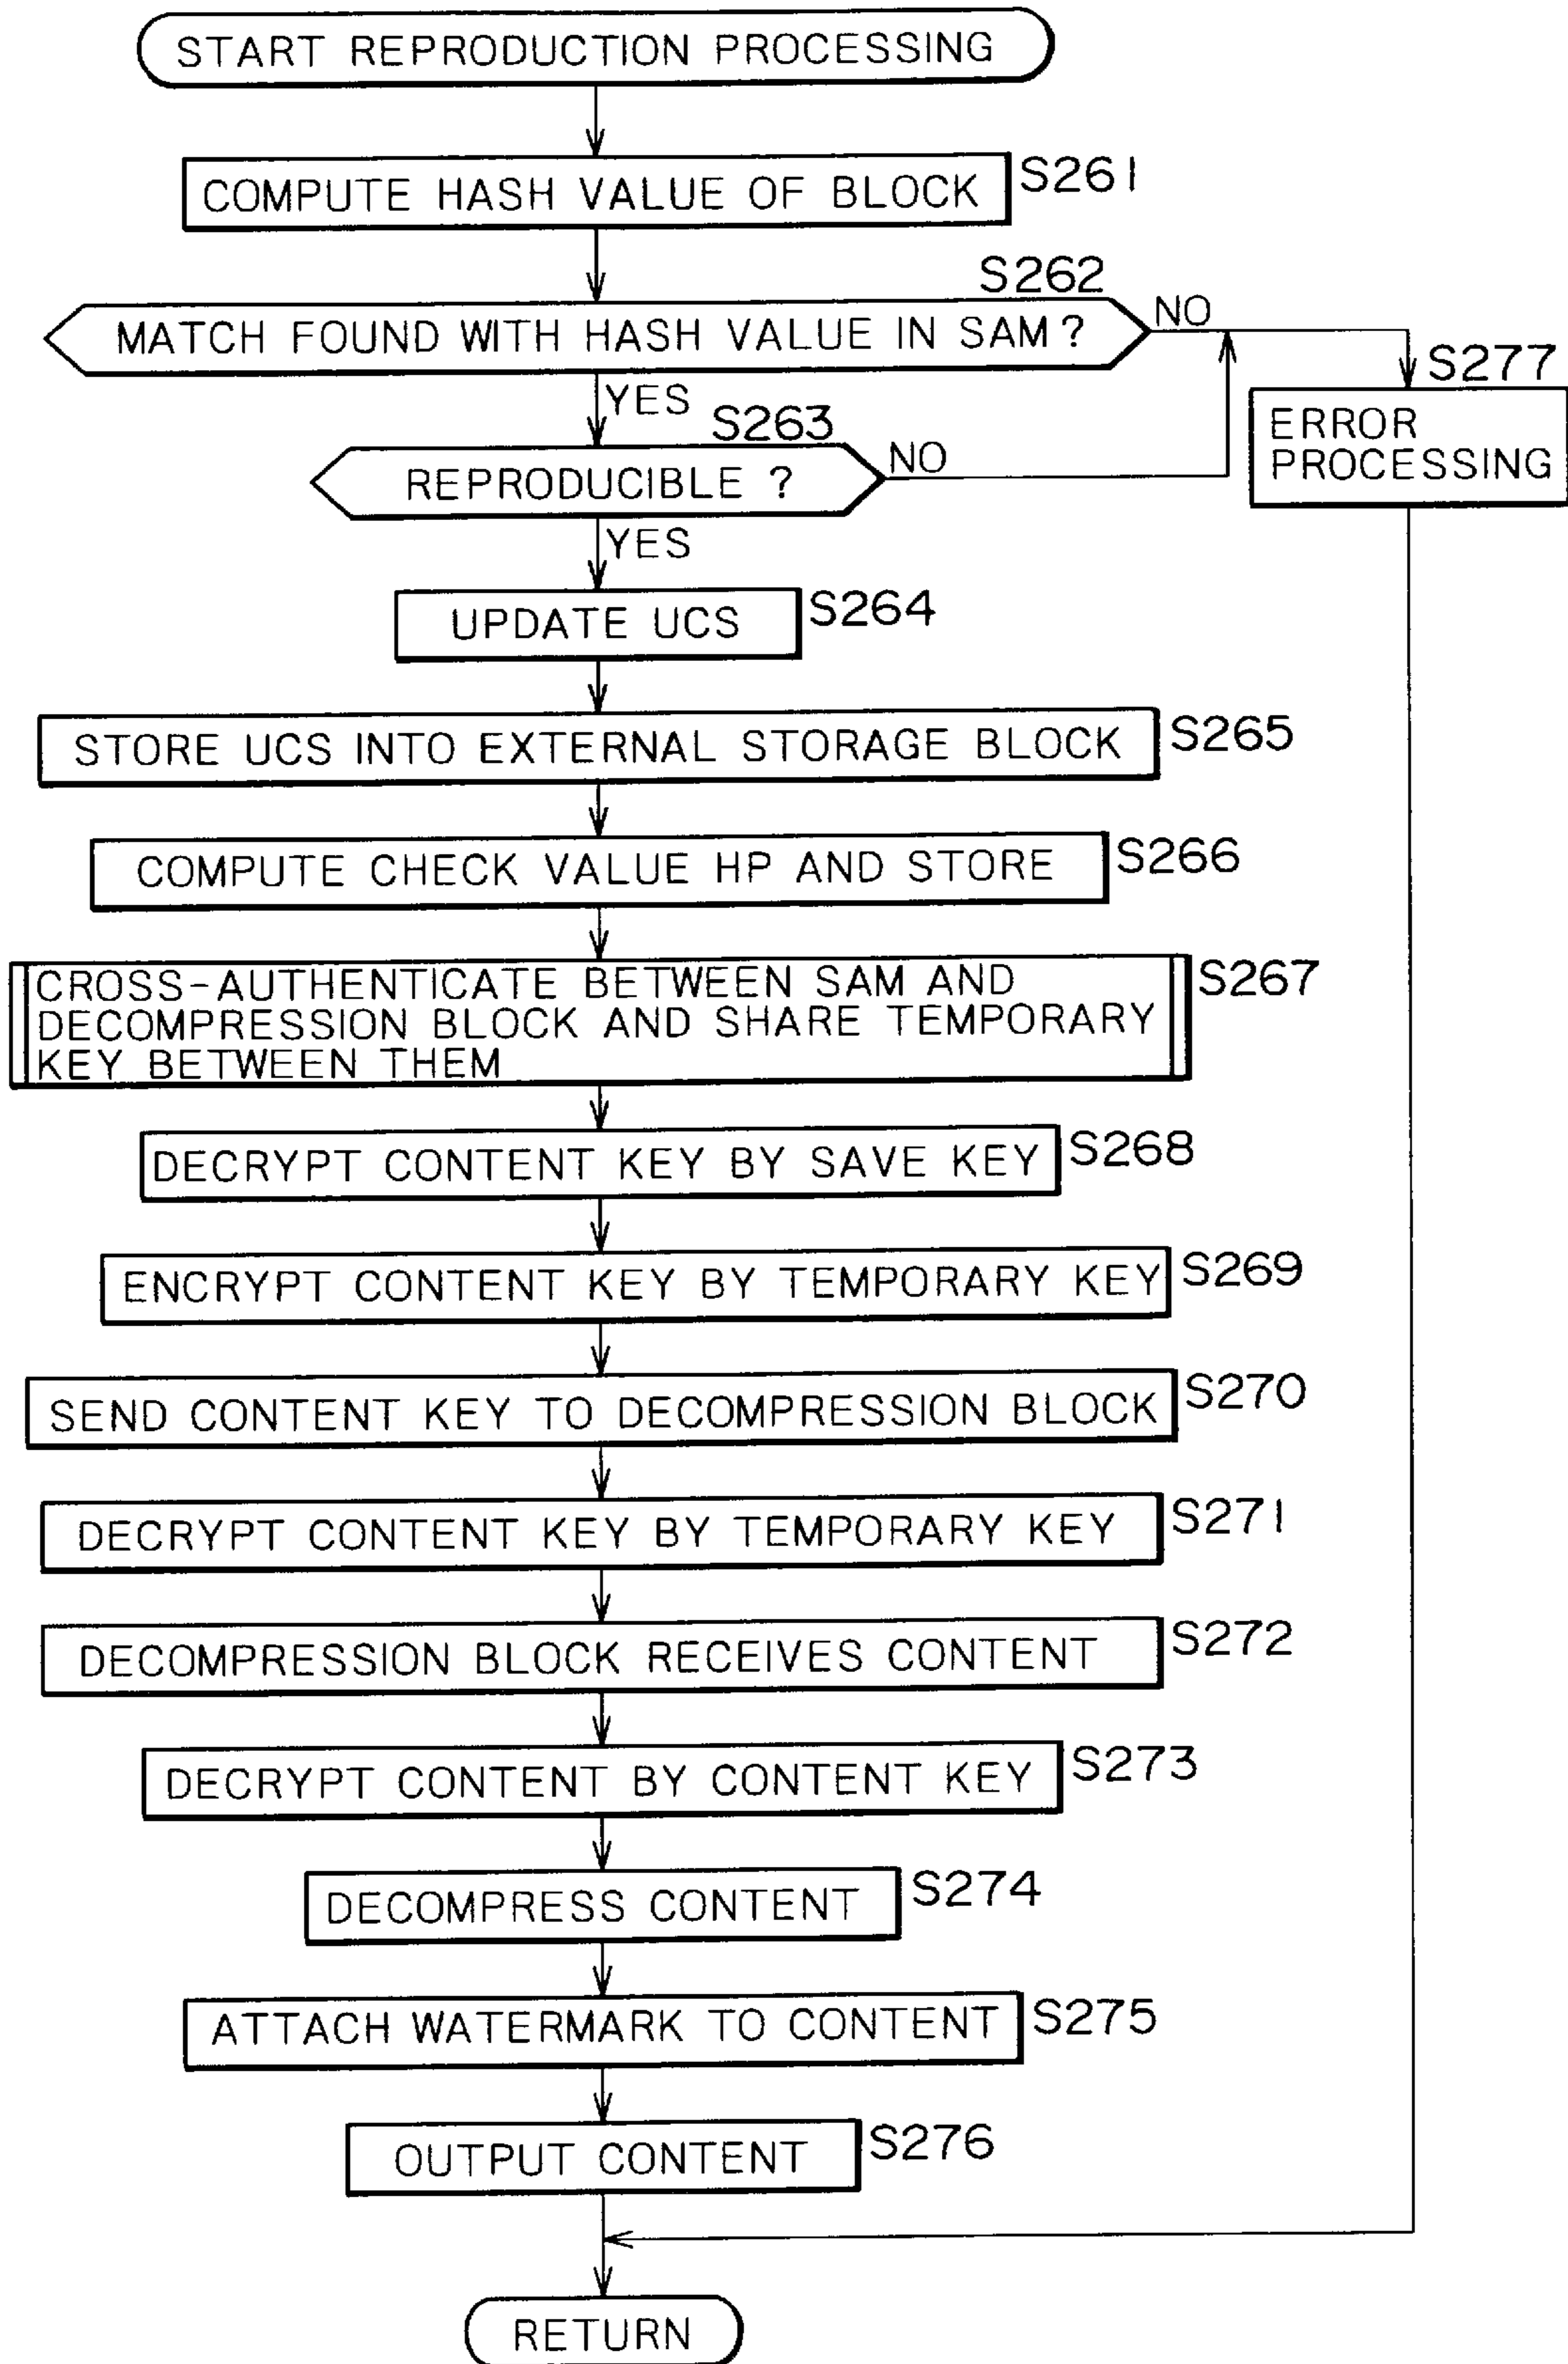 START REPRODUCTION PROCESSING
COMPUTE HASH VALUE OF BLOCK
S261
S262
MATCH FOUND WITH HASH VALUE IN SAM?
NO
YES
S277
ERROR
PROCESSING
S263
REPRODUCIBLE ?
NO
YES
UPDATE UCS
S264
STORE UCS INTO EXTERNAL STORAGE BLOCK
S265
COMPUTE CHECK VALUE HP AND STORE
S266
CROSS-AUTHENTICATE BETWEEN SAM AND
DECOMPRESSION BLOCK AND SHARE TEMPORARY
KEY BETWEEN THEM
S267
DECRYPT CONTENT KEY BY SAVE KEY
S268
ENCRYPT CONTENT KEY BY TEMPORARY KEY
S269
SEND CONTENT KEY TO DECOMPRESSION BLOCK
S270
DECRYPT CONTENT KEY BY TEMPORARY KEY
S271
DECOMPRESSION BLOCK RECEIVES CONTENT
S272
DECRYPT CONTENT BY CONTENT KEY
S273
DECOMPRESS CONTENT
S274
ATTACH WATERMARK TO CONTENT
S275
OUTPUT CONTENT
S276
RETURN